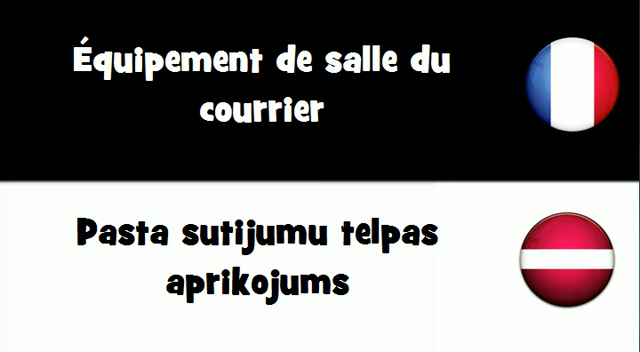 Équipement de salle du
courrier
Pasta sutijumu telpas
aprikojums